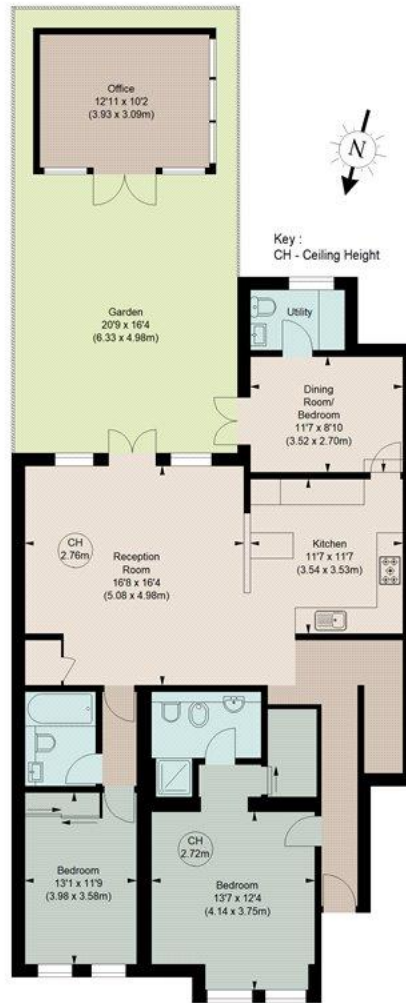 Office
12'11 x 10'2
(3.93 x 3.09m)
N
Key :
CH - Ceiling Height
Garden
20'9 x 16'4
(6.33 x 4.98m)
Utility
Dining
Room/
Bedroom
11'7 x 8'10
(3.52 x 2.70m)
CH
2.76m
Reception
Room
16'8 x 16'4
(5.08 x 4.98m)
Kitchen
11'7 x 11'7
(3.54 x 3.53m)
Bedroom
13'1 x 11'9
(3.98 x 3.58m)
CH
2.72m
Bedroom
13'7 x 12'4
(4.14 x 3.75m)